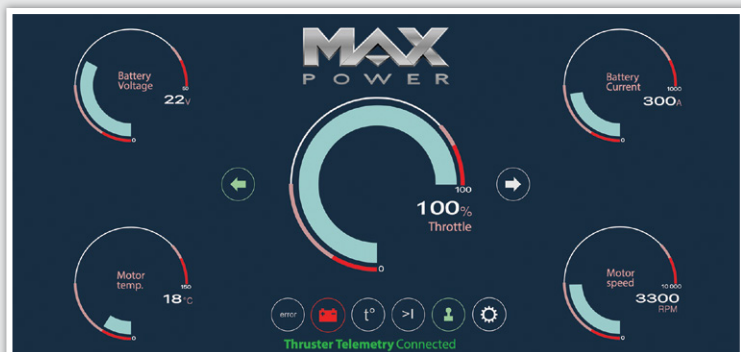 MAX
POWER
Battery
Voltage
22V
50
0
Battery
Current
300A
1000
0
100
100%
Throttle
0
Motor
temp.
18°C
150
0
Motor
speed
3300
RPM
10 000
0
error
t°
>I
Thruster Telemetry Connected